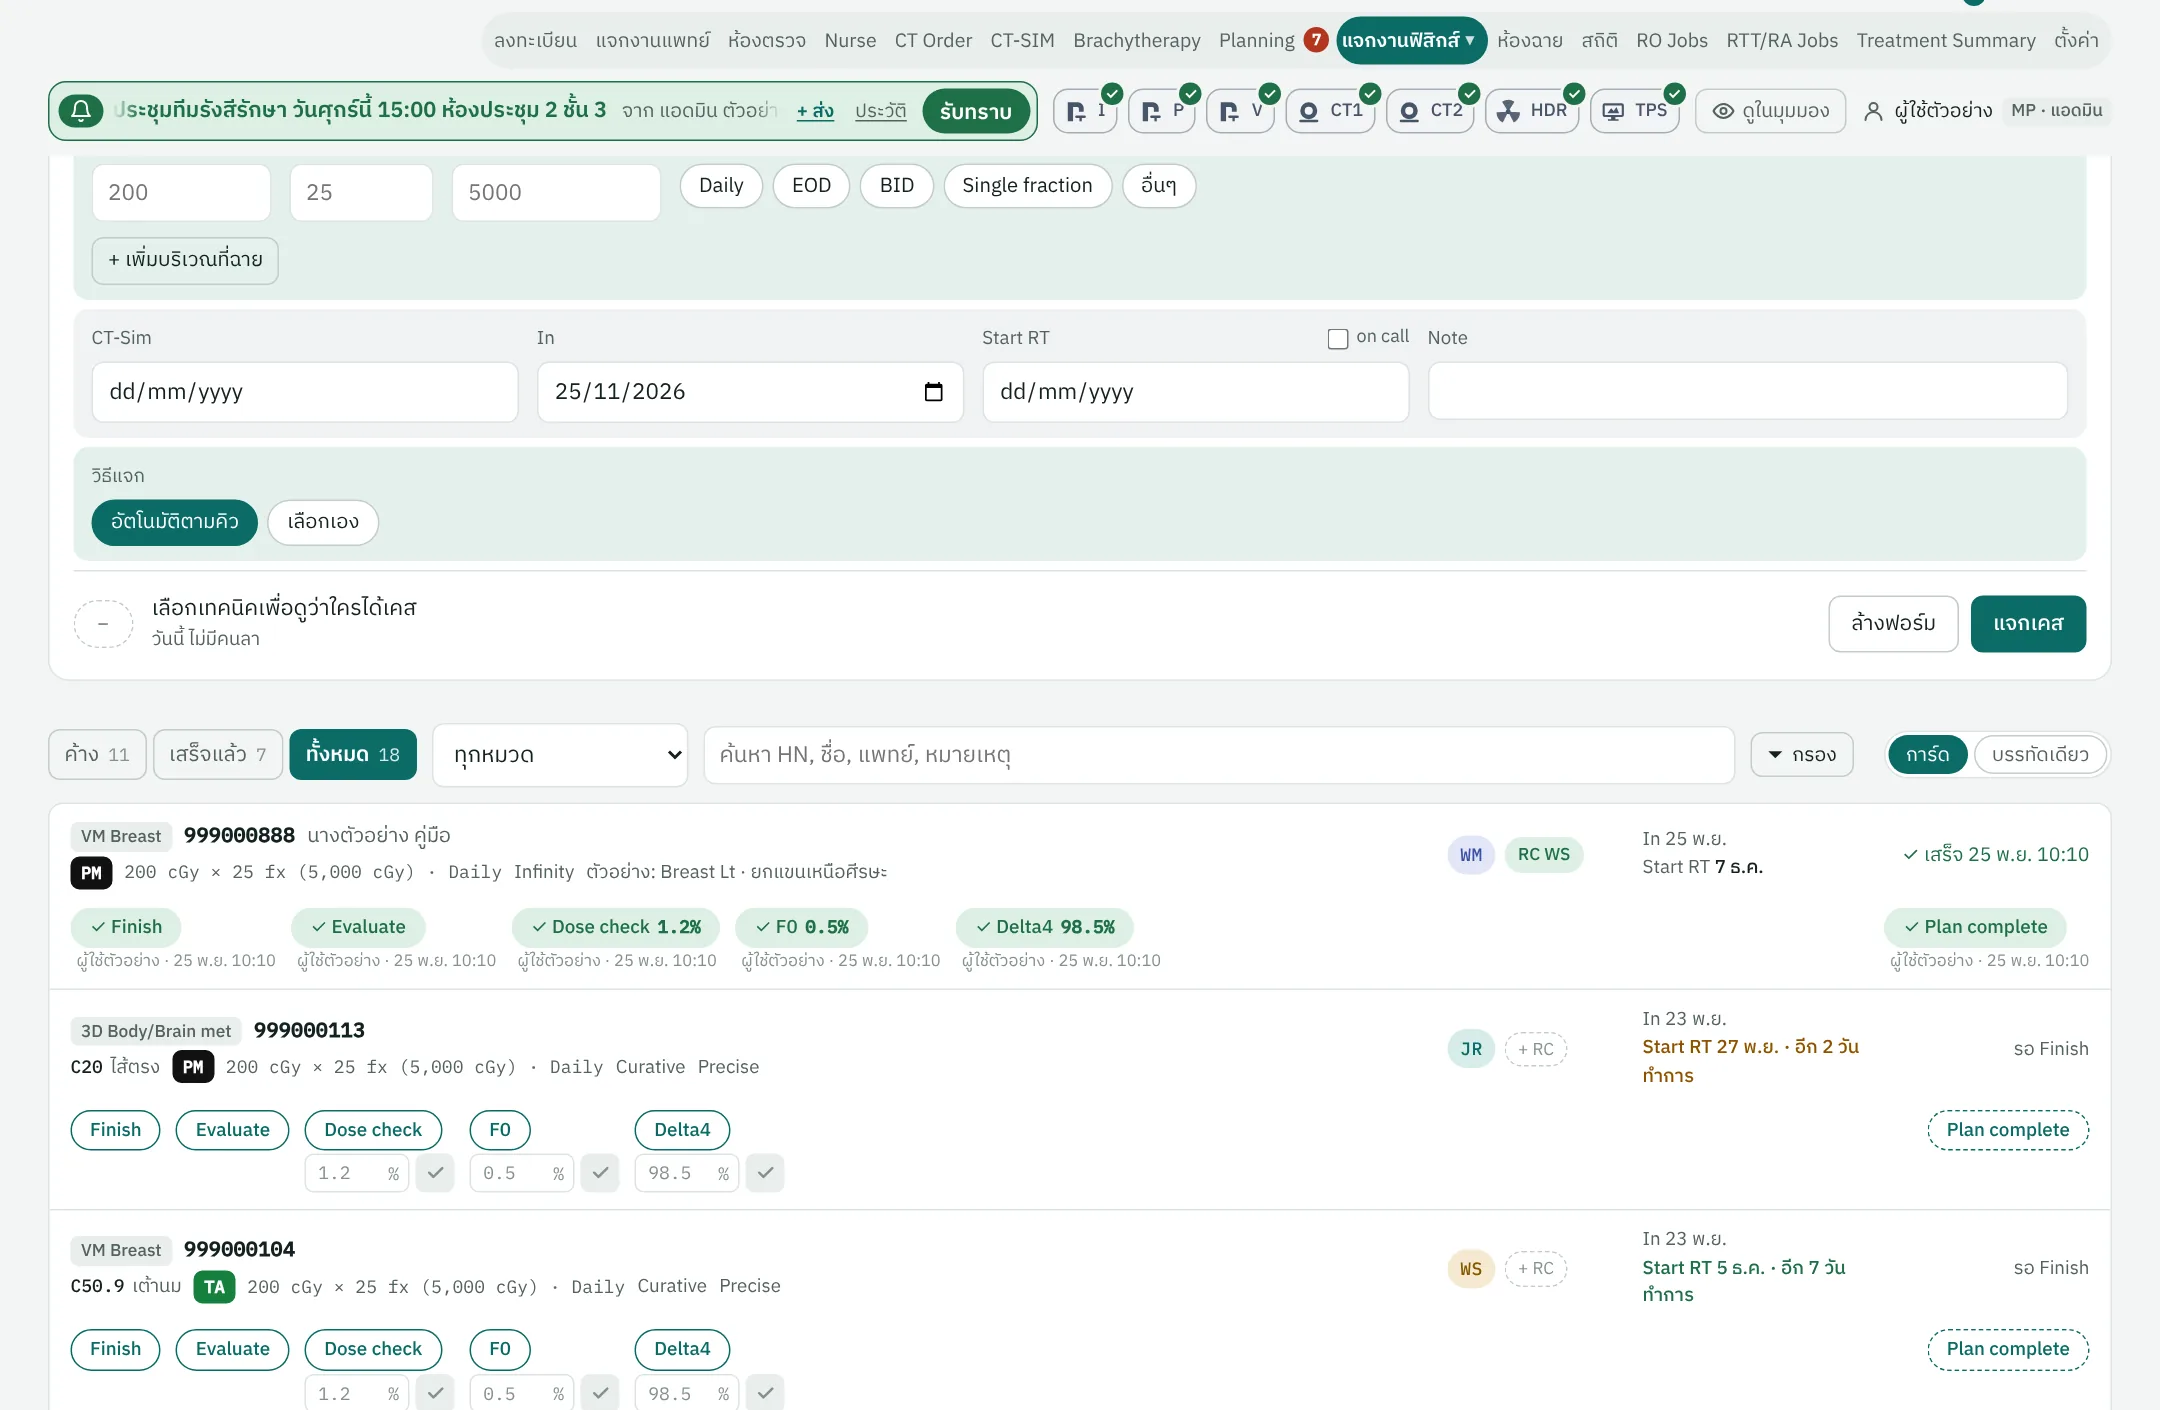 ลงทะเบียน แจกงานแพทย์ ห้องตรวจ Nurse CT Order CT-SIM Brachytherapy Planning 7 แจกงานฟิสิกส์ ▾ ห้องฉาย สถิติ RO Jobs RTT/RA Jobs Treatment Summary ตั้งค่า
ประชุมทีมรังสีรักษา วันศุกร์นี้ 15:00 ห้องประชุม 2 ชั้น 3 จาก แอดมิน ตัวอย่า + ส่ง ประวัติ รับทราบ I P V CT1 CT2 HDR TPS ดูในมุมมอง ผู้ใช้ตัวอย่าง MP · แอดมิน
200 25 5000 Daily EOD BID Single fraction อื่นๆ
+ เพิ่มบริเวณที่ฉาย
CT-Sim In Start RT on call Note
dd/mm/yyyy 25/11/2026 dd/mm/yyyy
วิธีแจก
อัตโนมัติตามคิว เลือกเอง
– เลือกเทคนิคเพื่อดูว่าใครได้เคส ล้างฟอร์ม แจกเคส
วันนี้ ไม่มีคนลา
ค้าง 11 เสร็จแล้ว 7 ทั้งหมด 18 ทุกหมวด ค้นหา HN, ชื่อ, แพทย์, หมายเหตุ ▾ กรอง การ์ด บรรทัดเดียว
VM Breast 999000888 นางตัวอย่าง คู่มือ WM RC WS In 25 พ.ย. ✓ เสร็จ 25 พ.ย. 10:10
PM 200 cGy × 25 fx (5,000 cGy) · Daily Infinity ตัวอย่าง: Breast Lt · ยกแขนเหนือศีรษะ Start RT 7 ธ.ค.
✓ Finish ✓ Evaluate ✓ Dose check 1.2% ✓ F0 0.5% ✓ Delta4 98.5% ✓ Plan complete
ผู้ใช้ตัวอย่าง · 25 พ.ย. 10:10 ผู้ใช้ตัวอย่าง · 25 พ.ย. 10:10 ผู้ใช้ตัวอย่าง · 25 พ.ย. 10:10 ผู้ใช้ตัวอย่าง · 25 พ.ย. 10:10 ผู้ใช้ตัวอย่าง · 25 พ.ย. 10:10 ผู้ใช้ตัวอย่าง · 25 พ.ย. 10:10
3D Body/Brain met 999000113 JR + RC In 23 พ.ย. รอ Finish
C20 ไส้ตรง PM 200 cGy × 25 fx (5,000 cGy) · Daily Curative Precise Start RT 27 พ.ย. · อีก 2 วัน
ทำการ
Finish Evaluate Dose check F0 Delta4 Plan complete
1.2 % ✓ 0.5 % ✓ 98.5 % ✓
VM Breast 999000104 WS + RC In 23 พ.ย. รอ Finish
C50.9 เต้านม TA 200 cGy × 25 fx (5,000 cGy) · Daily Curative Precise Start RT 5 ธ.ค. · อีก 7 วัน
ทำการ
Finish Evaluate Dose check F0 Delta4 Plan complete
1.2 % ✓ 0.5 % ✓ 98.5 % ✓